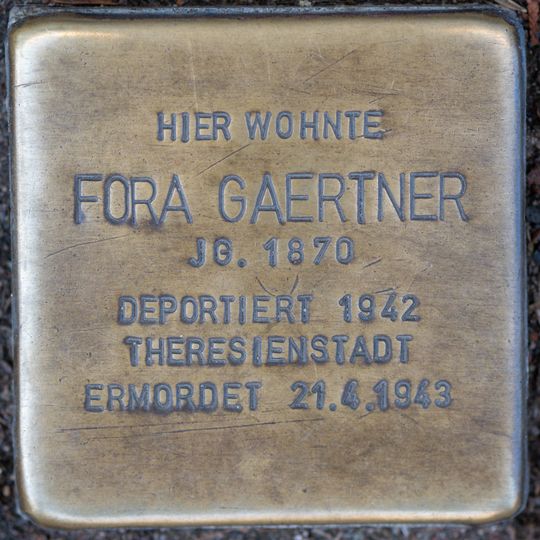 HIER WOHNTE
FORA GAERTNER
JG. 1870
DEPORTIERT 1942
THERESIENSTADT
ERMORDET 21.4.1943